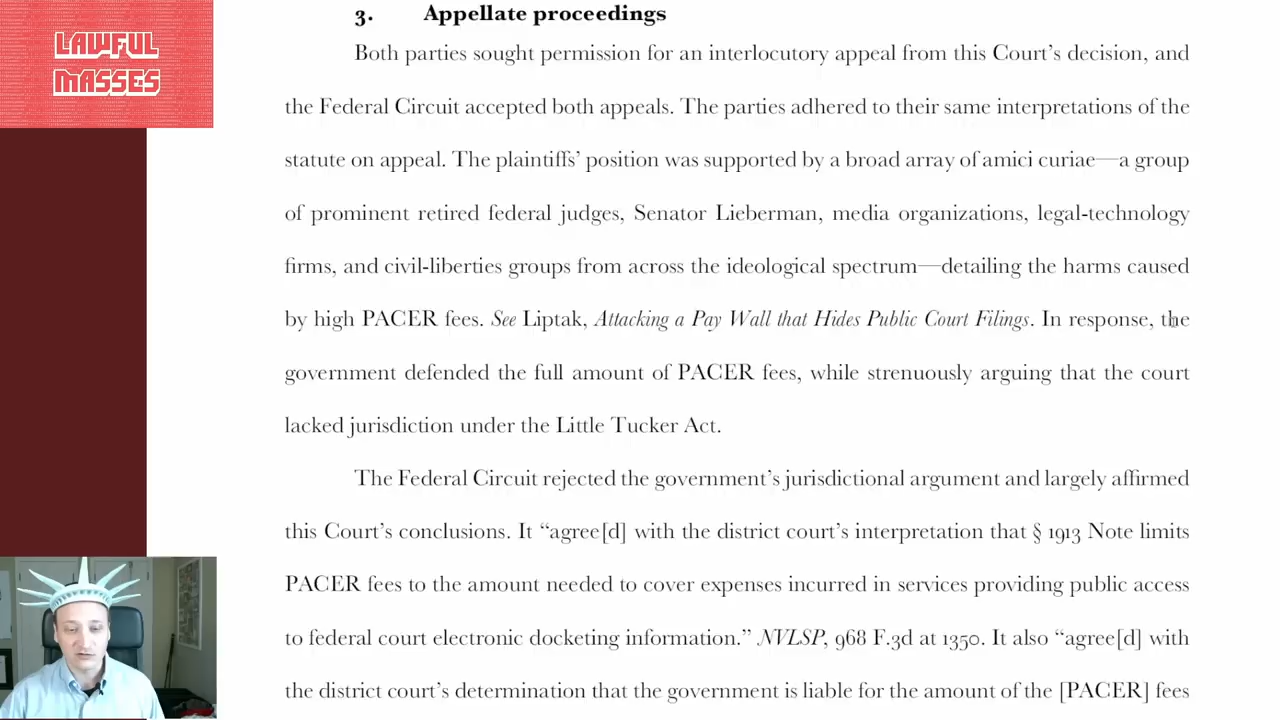 LAWFUL
MASSES
3. Appellate proceedings
Both parties sought permission for an interlocutory appeal from this Court’s decision, and
the Federal Circuit accepted both appeals. The parties adhered to their same interpretations of the
statute on appeal. The plaintiffs’ position was supported by a broad array of amici curiae—a group
of prominent retired federal judges, Senator Lieberman, media organizations, legal-technology
firms, and civil-liberties groups from across the ideological spectrum—detailing the harms caused
by high PACER fees. See Liptak, Attacking a Pay Wall that Hides Public Court Filings. In response, the
government defended the full amount of PACER fees, while strenuously arguing that the court
lacked jurisdiction under the Little Tucker Act.
The Federal Circuit rejected the government’s jurisdictional argument and largely affirmed
this Court’s conclusions. It “agree[d] with the district court’s interpretation that § 1913 Note limits
PACER fees to the amount needed to cover expenses incurred in services providing public access
to federal court electronic docketing information.” NVLSP, 968 F.3d at 1350. It also “agree[d] with
the district court’s determination that the government is liable for the amount of the [PACER] fees